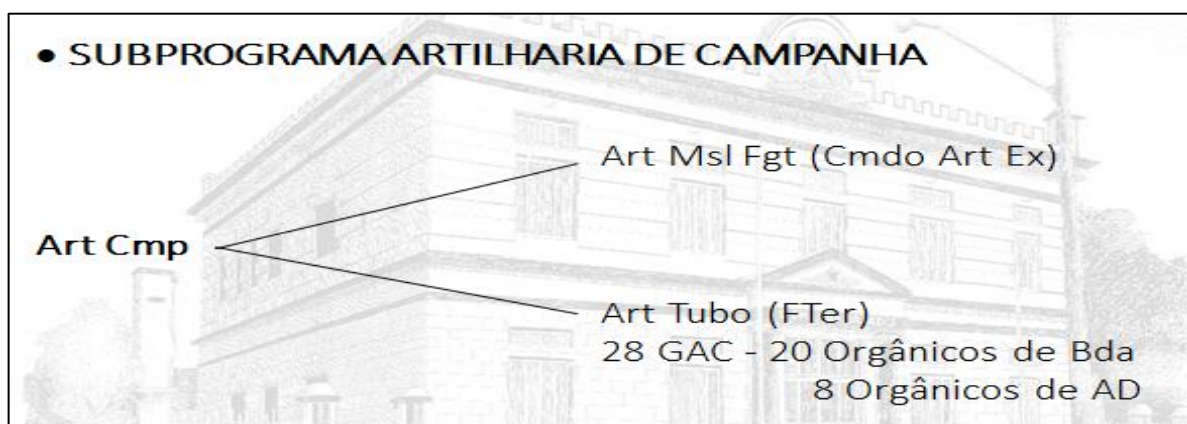 • SUBPROGRAMA ARTILHARIA DE CAMPANHA
Art Msl Fgt (Cmdo Art Ex)
Art Cmp
Art Tubo (FTer)
28 GAC - 20 Orgânicos de Bda
8 Orgânicos de AD